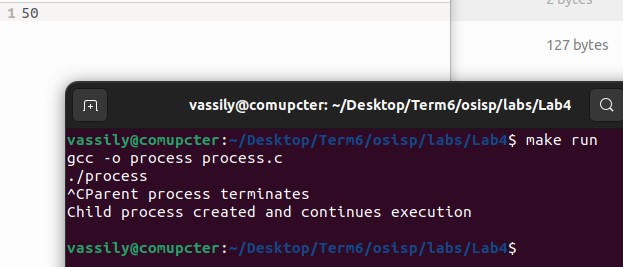 2 bytes
1 50
127 bytes
vassily@comupcter: ~/Desktop/Term6/osisp/labs/Lab4
vassily@comupcter:~/Desktop/Term6/osisp/labs/Lab4$ make run
gcc -o process process.c
./process
^CParent process terminates
Child process created and continues execution
vassily@comupcter:~/Desktop/Term6/osisp/labs/Lab4$